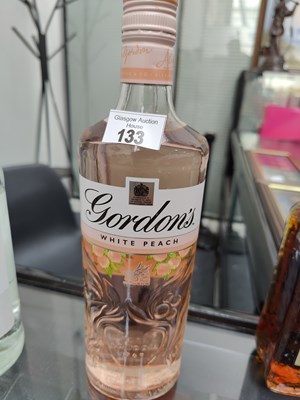 Glasgow Auction
House
133
Gordon's
WHITE PEACH